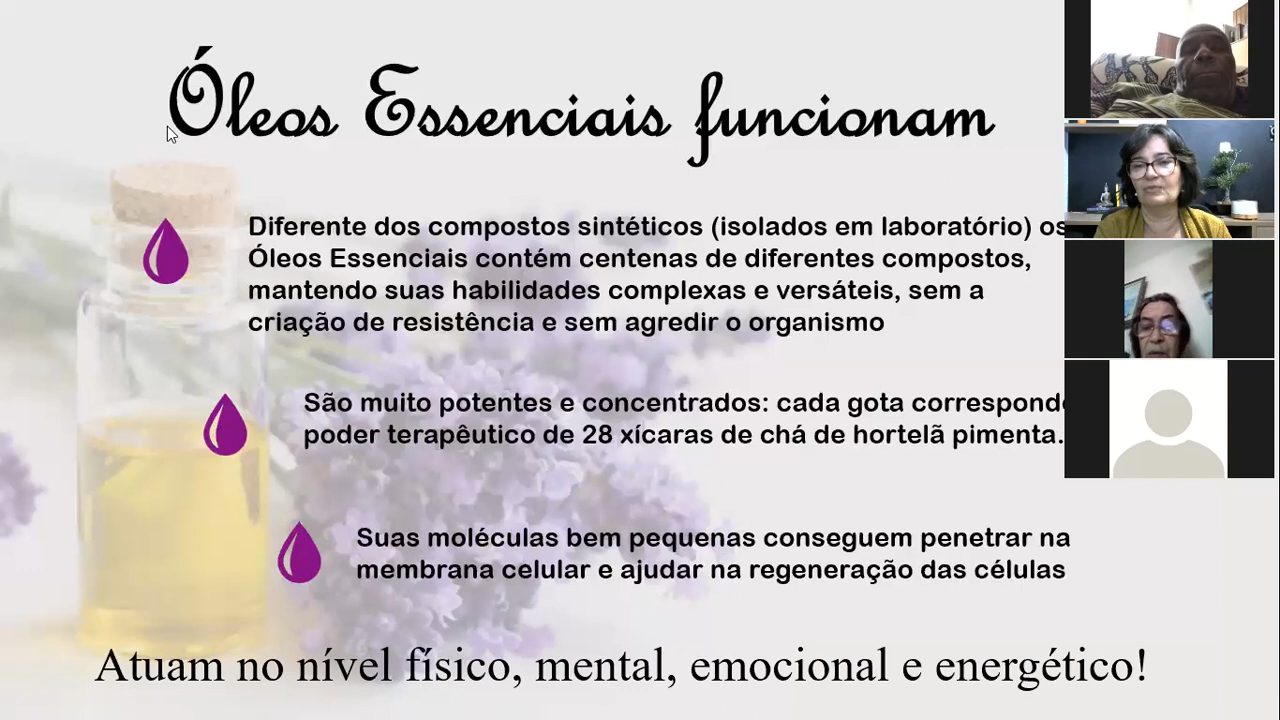 Óleos Essenciais funcionam
Diferente dos compostos sintéticos (isolados em laboratório) os
Óleos Essenciais contém centenas de diferentes compostos,
mantendo suas habilidades complexas e versáteis, sem a
criação de resistência e sem agredir o organismo
São muito potentes e concentrados: cada gota corresponde
poder terapêutico de 28 xícaras de chá de hortelã pimenta.
Suas moléculas bem pequenas conseguem penetrar na
membrana celular e ajudar na regeneração das células
Atuam no nível físico, mental, emocional e energético!